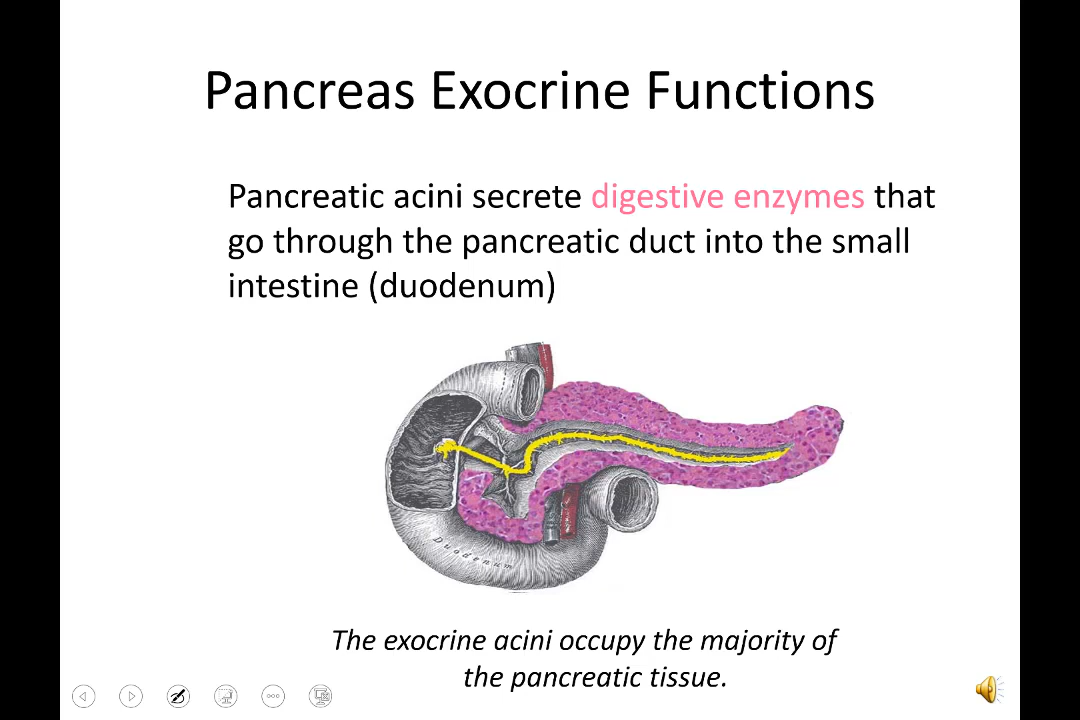 Pancreas Exocrine Functions
Pancreatic acini secrete digestive enzymes that
go through the pancreatic duct into the small
intestine (duodenum)
Duodenum
The exocrine acini occupy the majority of
the pancreatic tissue.